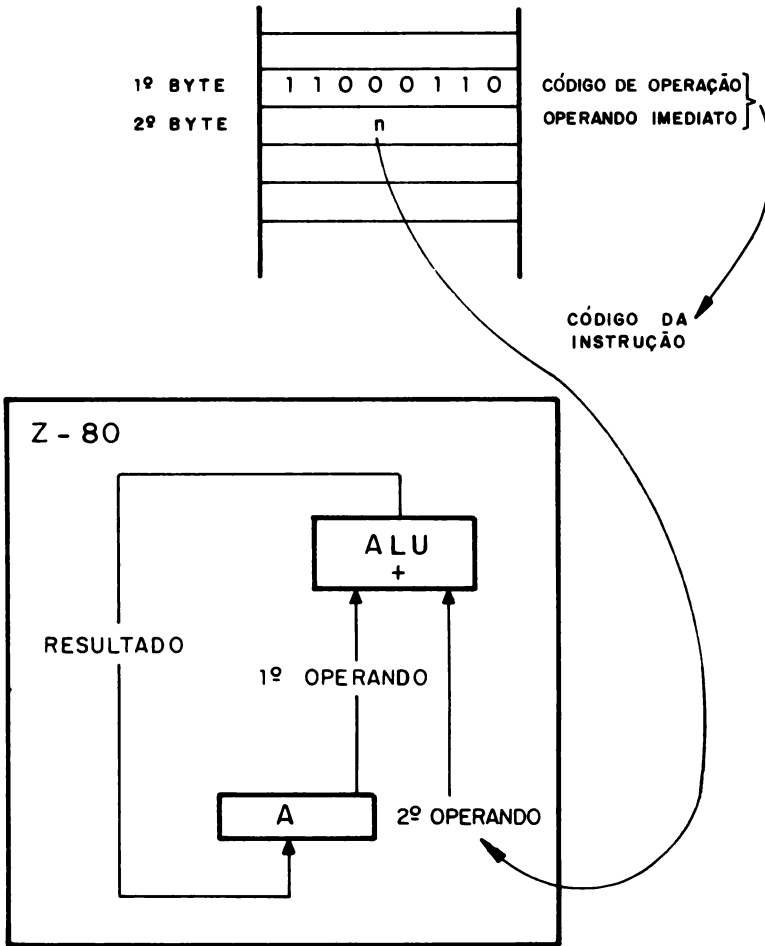 1º BYTE 11000110 CÓDIGO DE OPERAÇÃO
2º BYTE n OPERANDO IMEDIATO
CÓDIGO DA
INSTRUÇÃO
Z-80
ALU
+
RESULTADO
1º OPERANDO
A
2º OPERANDO